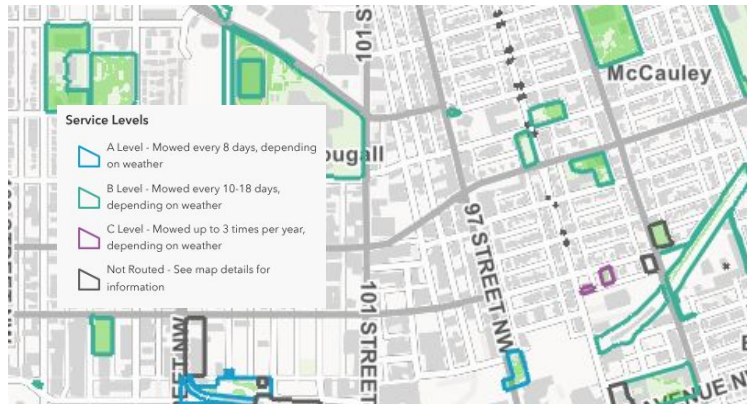 101 S
McCauley
Service Levels
A Level - Mowed every 8 days, depending
on weather
ougall
B Level - Mowed every 10-18 days,
depending on weather
C Level - Mowed up to 3 times per year,
depending on weather
Not Routed - See map details for
information
97 STREET NW
101 STREET
EET NW
AVENUE NW